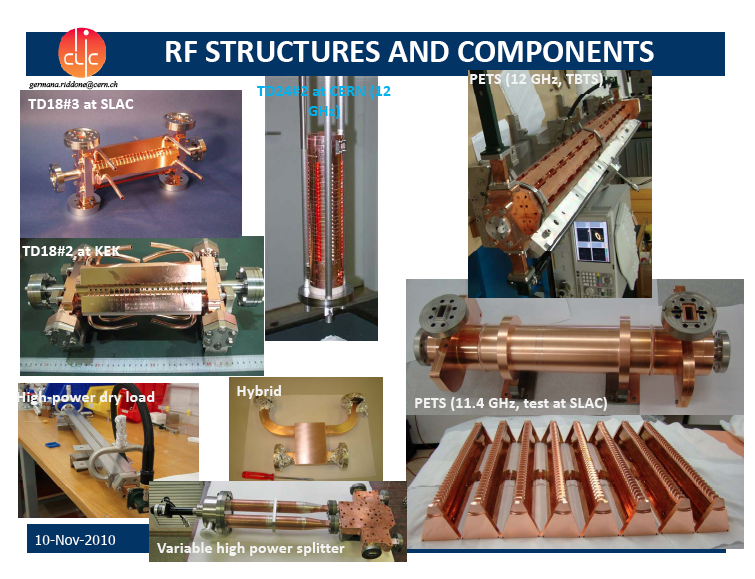 RF STRUCTURES AND COMPONENTS
CLIC
germana.riddone@cern.ch
TD18#3 at SLAC
TD24#2 at CERN (12
GHz)
PETS (12 GHz, TBTS)
TD18#2 at KEK
High-power dry load
Hybrid
PETS (11.4 GHz, test at SLAC)
10-Nov-2010
Variable high power splitter